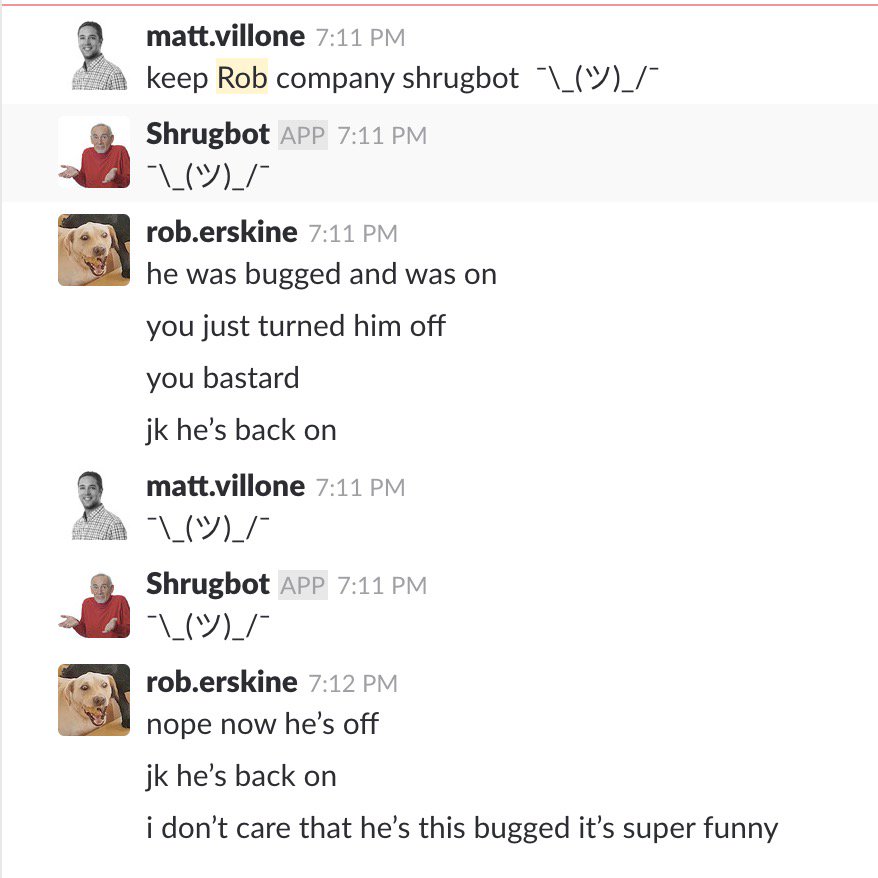 matt.villone 7:11 PM
keep Rob company shrugbot ¯\_(ツ)_/¯
Shrugbot APP 7:11 PM
¯\_(ツ)_/¯
rob.erskine 7:11 PM
he was bugged and was on
you just turned him off
you bastard
jk he’s back on
matt.villone 7:11 PM
¯\_(ツ)_/¯
Shrugbot APP 7:11 PM
¯\_(ツ)_/¯
rob.erskine 7:12 PM
nope now he’s off
jk he’s back on
i don’t care that he’s this bugged it’s super funny